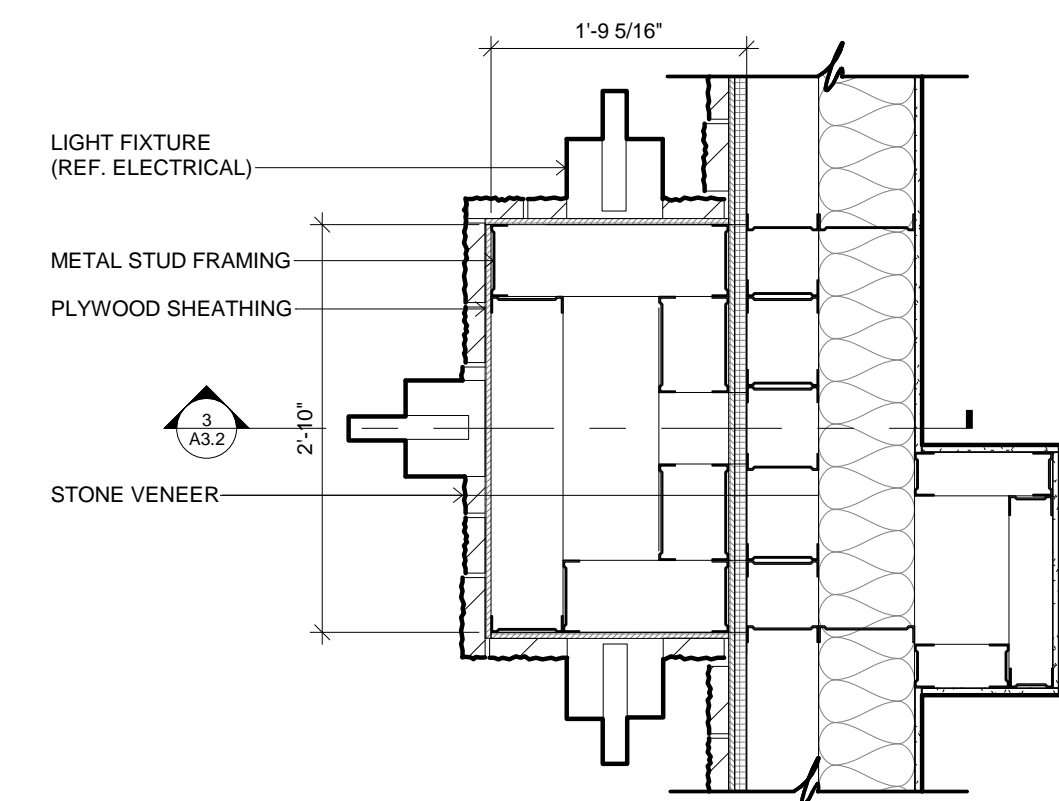 1'-9 5/16"
LIGHT FIXTURE
(REF. ELECTRICAL)
METAL STUD FRAMING
PLYWOOD SHEATHING
3
A3.2
2'-10"
STONE VENEER